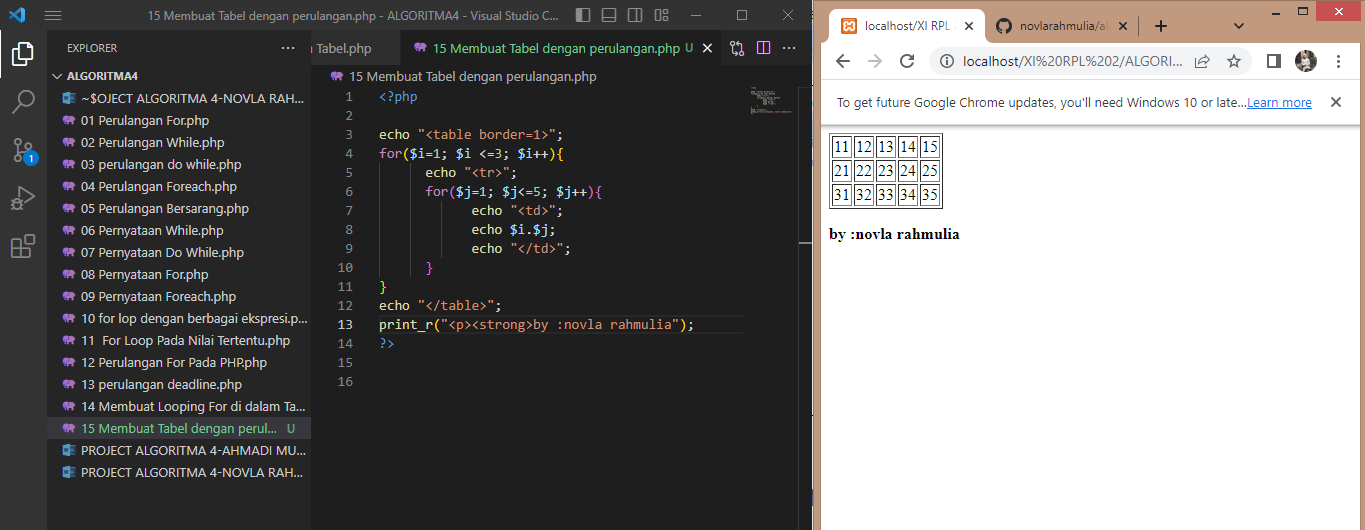 15 Membuat Tabel dengan perulangan.php - ALGORITMA4 - Visual Studio C...
EXPLORER
ALGORITMA4
~$OJECT ALGORITMA 4-NOVLA RAH...
01 Perulangan For.php
02 Perulangan While.php
03 perulangan do while.php
04 Perulangan Foreach.php
05 Perulangan Bersarang.php
06 Pernyataan While.php
07 Pernyataan Do While.php
08 Pernyataan For.php
09 Pernyataan Foreach.php
10 for lop dengan berbagai ekspresi.p...
11  For Loop Pada Nilai Tertentu.php
12 Perulangan For Pada PHP.php
13 perulangan deadline.php
14 Membuat Looping For di dalam Ta...
15 Membuat Tabel dengan perul... U
PROJECT ALGORITMA 4-AHMADI MU...
PROJECT ALGORITMA 4-NOVLA RAH...
1
Tabel.php
15 Membuat Tabel dengan perulangan.php U
15 Membuat Tabel dengan perulangan.php
1 <?php
2
3 echo "<table border=1>";
4 for($i=1; $i <=3; $i++){
5 echo "<tr>";
6 for($j=1; $j<=5; $j++){
7 echo "<td>";
8 echo $i.$j;
9 echo "</td>";
10 }
11 }
12 echo "</table>";
13 print_r("<p><strong>by :novla rahmulia");
14 ?>
15
16
localhost/XI RPL
novlarahmulia/al
localhost/XI%20RPL%202/ALGORI...
To get future Google Chrome updates, you'll need Windows 10 or late... Learn more
11 12 13 14 15
21 22 23 24 25
31 32 33 34 35
by :novla rahmulia